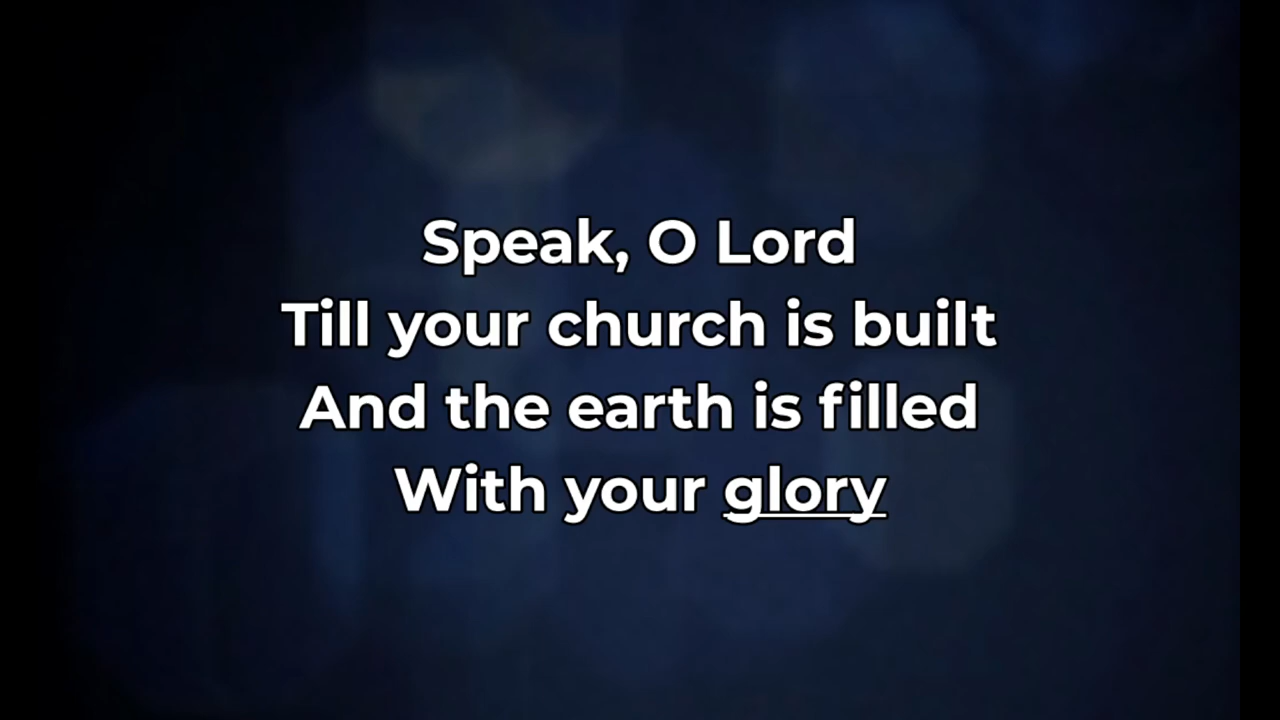 Speak, O Lord
Till your church is built
And the earth is filled
With your glory